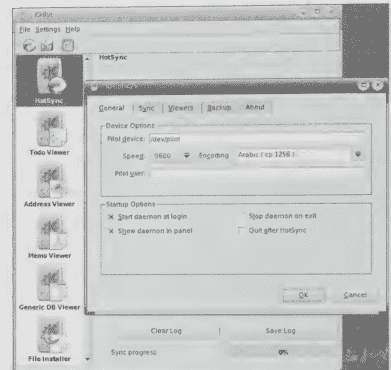 KPilot
File Settings Help
HotSync
HotSync
Todo Viewer
Address Viewer
Memo Viewer
Generic DB Viewer
File Installer
General Sync Viewers Backup About
Device Options
Pilot device: /dev/pilot
Speed: 9600 Encoding Arabic ( cp 1256 )
Pilot user:
Startup Options
Start daemon at login Stop daemon on exit
Show daemon in panel Quit after HotSync
Ok Cancel
Clear Log Save Log
Sync progress: 0%